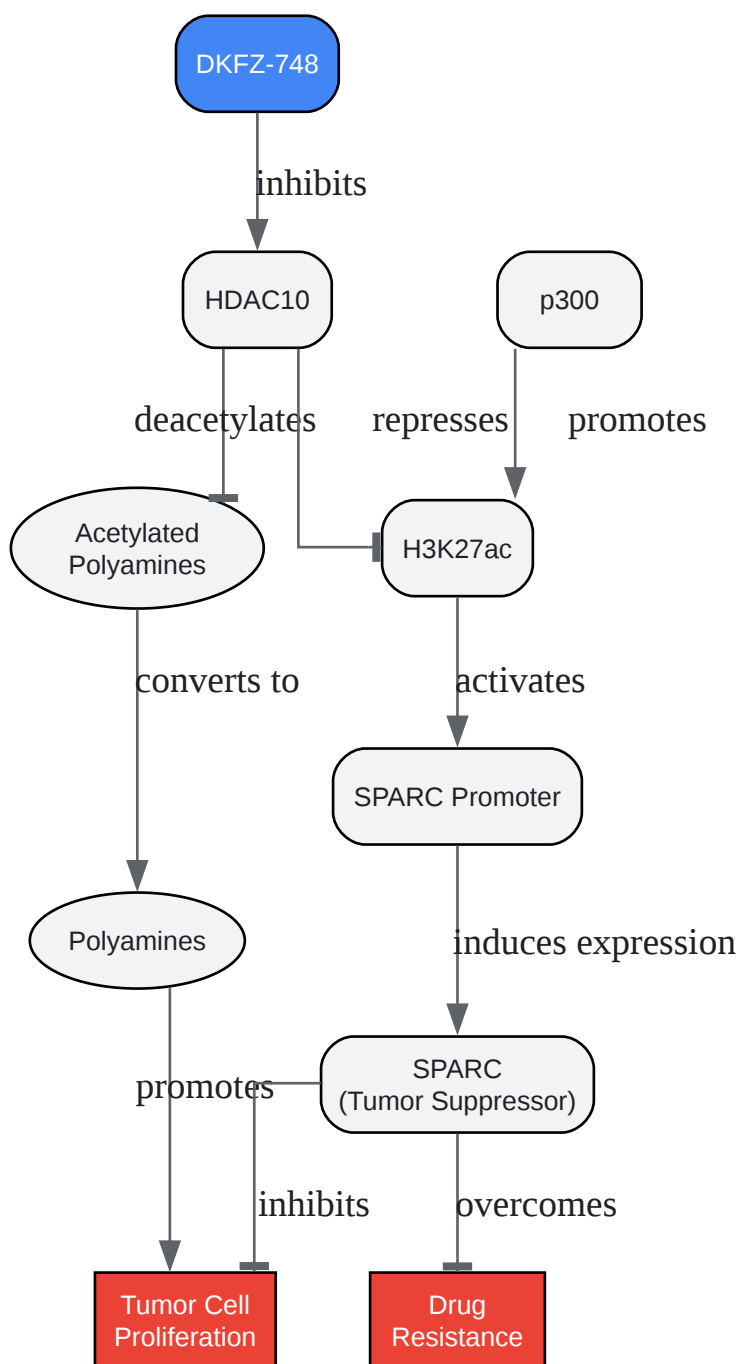 DKFZ-748
inhibits
HDAC10
p300
deacetylates
represses
promotes
Acetylated
Polyamines
H3K27ac
converts to
activates
SPARC Promoter
Polyamines
induces expression
SPARC
(Tumor Suppressor)
promotes
inhibits
overcomes
Tumor Cell
Proliferation
Drug
Resistance